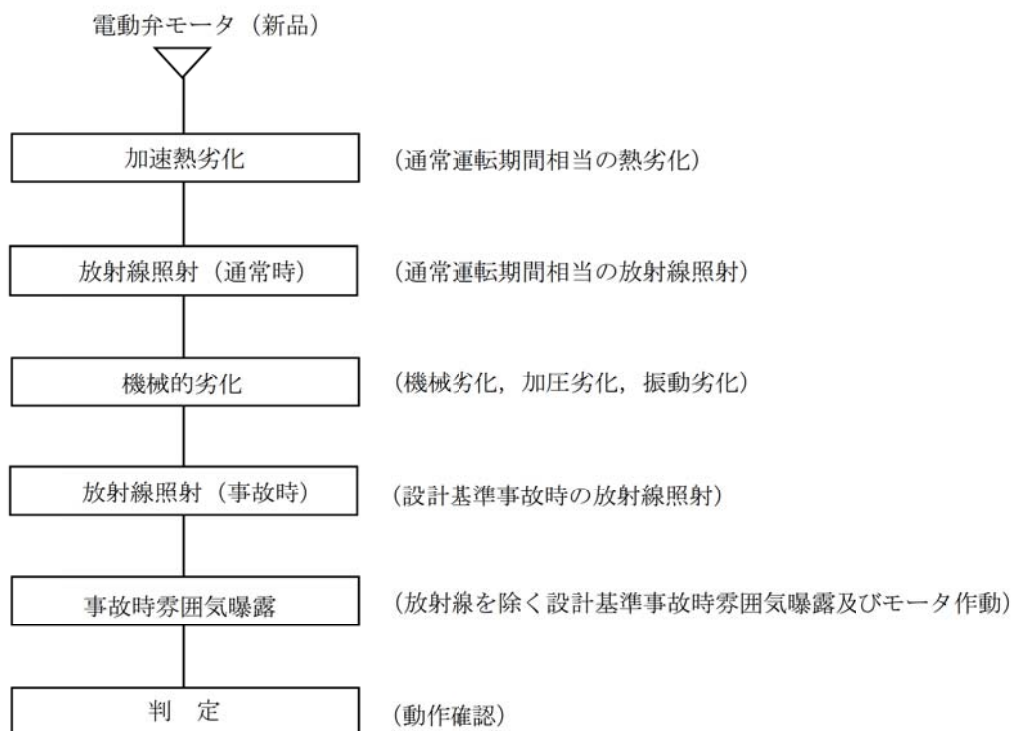 電動弁モータ（新品）
加速熱劣化
（通常運転期間相当の熱劣化）
放射線照射（通常時）
（通常運転期間相当の放射線照射）
機械的劣化
（機械劣化，加圧劣化，振動劣化）
放射線照射（事故時）
（設計基準事故時の放射線照射）
事故時雰囲気曝露
（放射線を除く設計基準事故時雰囲気曝露及びモータ作動）
判　定
（動作確認）